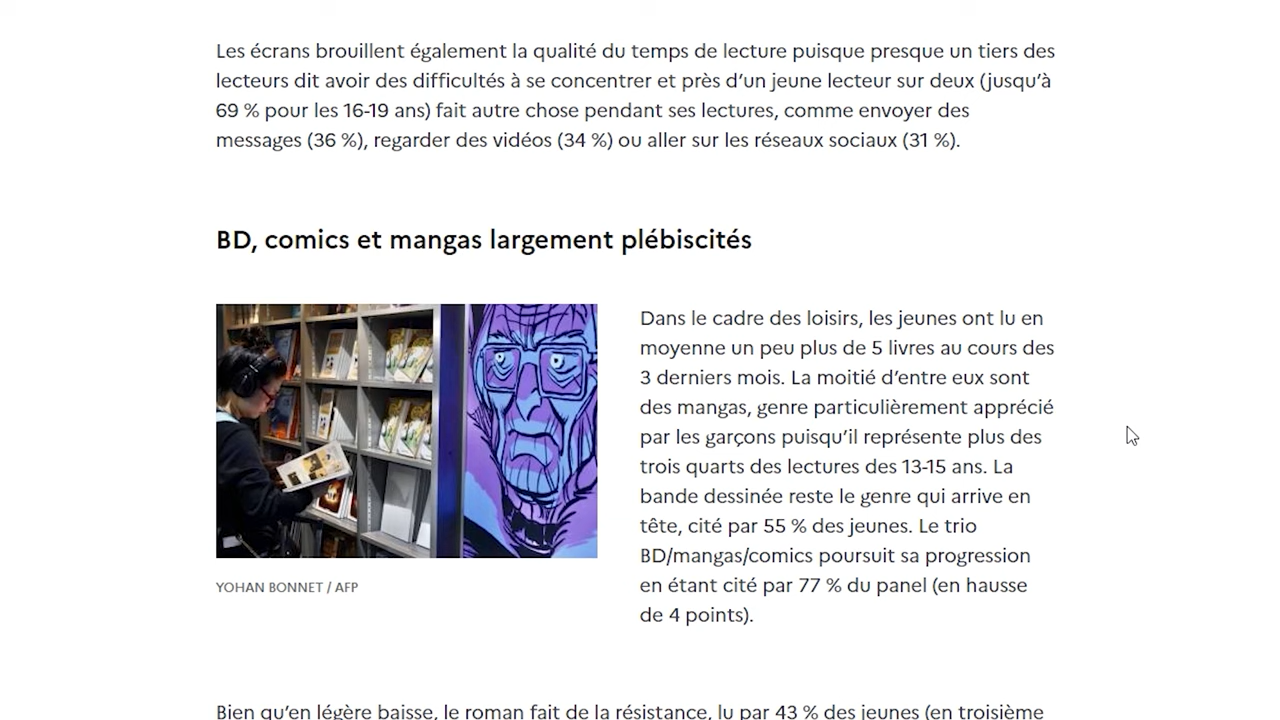 Les écrans brouillent également la qualité du temps de lecture puisque presque un tiers des
lecteurs dit avoir des difficultés à se concentrer et près d’un jeune lecteur sur deux (jusqu’à
69 % pour les 16-19 ans) fait autre chose pendant ses lectures, comme envoyer des
messages (36 %), regarder des vidéos (34 %) ou aller sur les réseaux sociaux (31 %).
BD, comics et mangas largement plébiscités
YOHAN BONNET / AFP
Dans le cadre des loisirs, les jeunes ont lu en
moyenne un peu plus de 5 livres au cours des
3 derniers mois. La moitié d’entre eux sont
des mangas, genre particulièrement apprécié
par les garçons puisqu’il représente plus des
trois quarts des lectures des 13-15 ans. La
bande dessinée reste le genre qui arrive en
tête, cité par 55 % des jeunes. Le trio
BD/mangas/comics poursuit sa progression
en étant cité par 77 % du panel (en hausse
de 4 points).
Bien qu’en légère baisse, le roman fait de la résistance, lu par 43 % des jeunes (en troisième